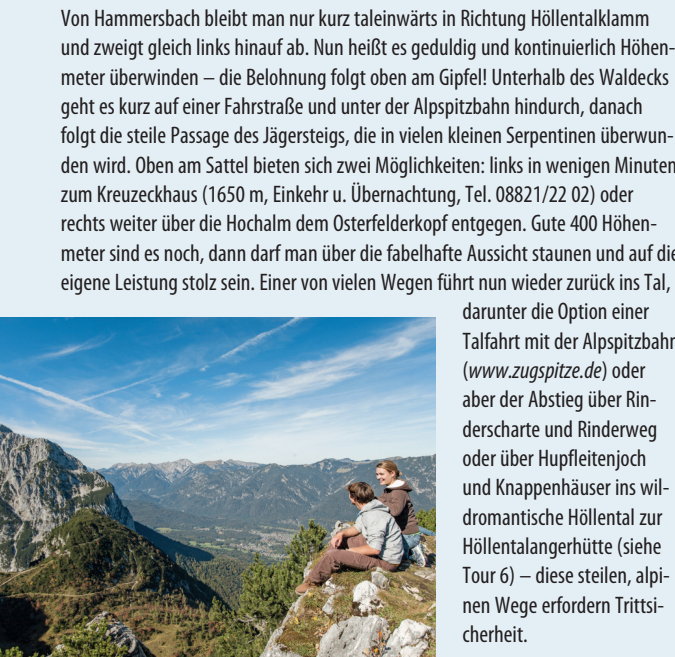 Von Hammersbach bleibt man nur kurz taleinwärts in Richtung Höllentalklamm
und zweigt gleich links hinauf ab. Nun heißt es geduldig und kontinuierlich Höhen-
meter überwinden – die Belohnung folgt oben am Gipfel! Unterhalb des Waldecks
geht es kurz auf einer Fahrstraße und unter der Alpspitzbahn hindurch, danach
folgt die steile Passage des Jägersteigs, die in vielen kleinen Serpentinen überwun-
den wird. Oben am Sattel bieten sich zwei Möglichkeiten: links in wenigen Minuten
zum Kreuzeckhaus (1650 m, Einkehr u. Übernachtung, Tel. 08821/22 02) oder
rechts weiter über die Hochalm dem Osterfelderkopf entgegen. Gute 400 Höhen-
meter sind es noch, dann darf man über die fabelhafte Aussicht staunen und auf die
eigene Leistung stolz sein. Einer von vielen Wegen führt nun wieder zurück ins Tal,
darunter die Option einer
Talfahrt mit der Alpspitzbahn
(www.zugspitze.de) oder
aber der Abstieg über Rin-
derscharte und Rinderweg
oder über Hupfleitenjoch
und Knappenhäuser ins wil-
dromantische Höllental zur
Höllentalangerhütte (siehe
Tour 6) – diese steilen, alpi-
nen Wege erfordern Trittsi-
cherheit.